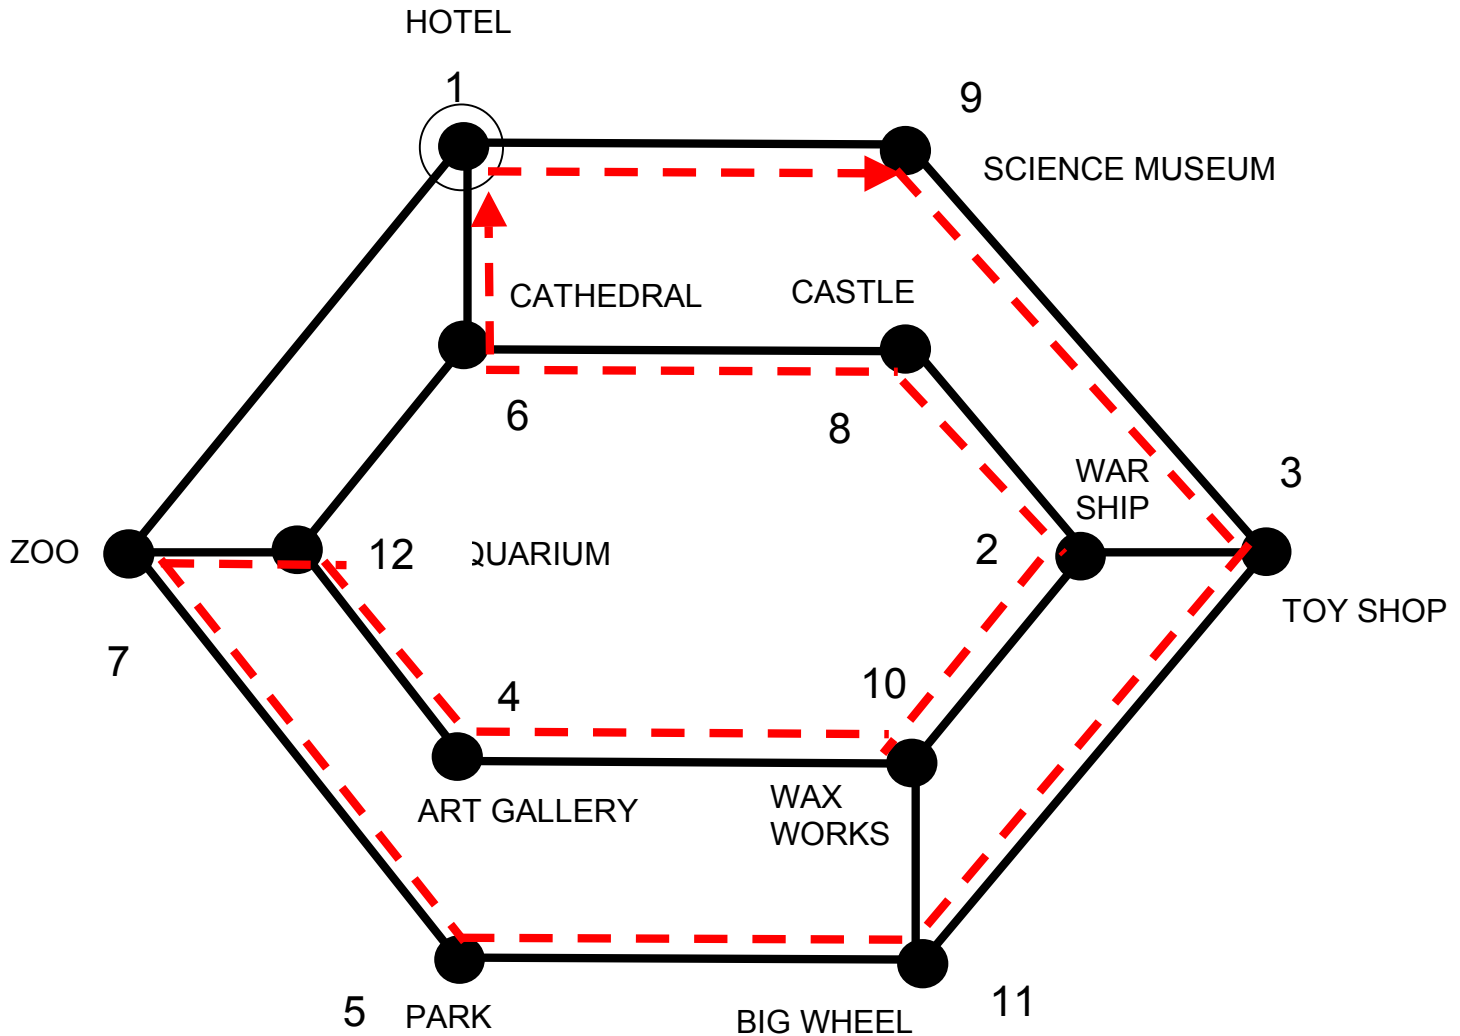 HOTEL
1
9
SCIENCE MUSEUM
CATHEDRAL
CASTLE
6
8
WAR
SHIP
3
ZOO
12
QUARIUM
2
TOY SHOP
7
4
10
ART GALLERY
WAX
WORKS
5
PARK
BIG WHEEL
11